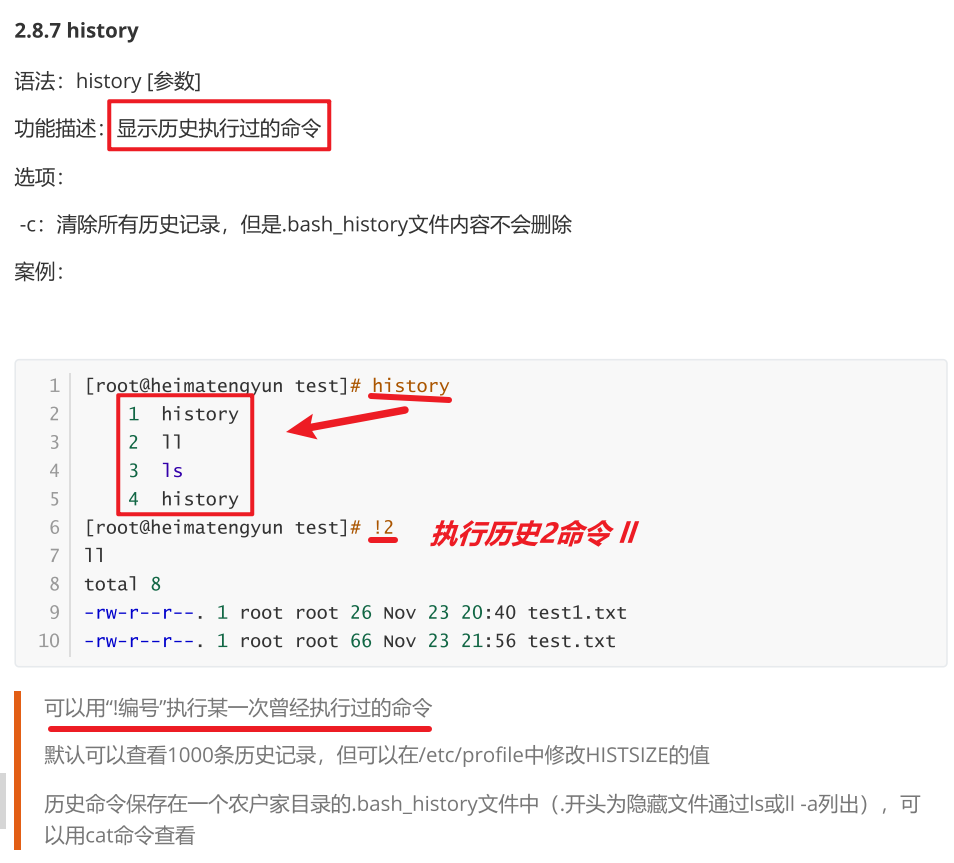 2.8.7 history
语法：history [参数]
功能描述：显示历史执行过的命令
选项：
-c：清除所有历史记录，但是.bash_history文件内容不会删除
案例：
1 [root@heimatengyun test]# history
2 1 history
3 2 ll
4 3 ls
5 4 history
6 [root@heimatengyun test]# !2 执行历史2命令 ll
7 ll
8 total 8
9 -rw-r--r--. 1 root root 26 Nov 23 20:40 test1.txt
10 -rw-r--r--. 1 root root 66 Nov 23 21:56 test.txt
可以用“!编号”执行某一次曾经执行过的命令
默认可以查看1000条历史记录，但可以在/etc/profile中修改HISTSIZE的值
历史命令保存在一个农户家目录的.bash_history文件中（.开头为隐藏文件通过ls或ll -a列出），可
以用cat命令查看